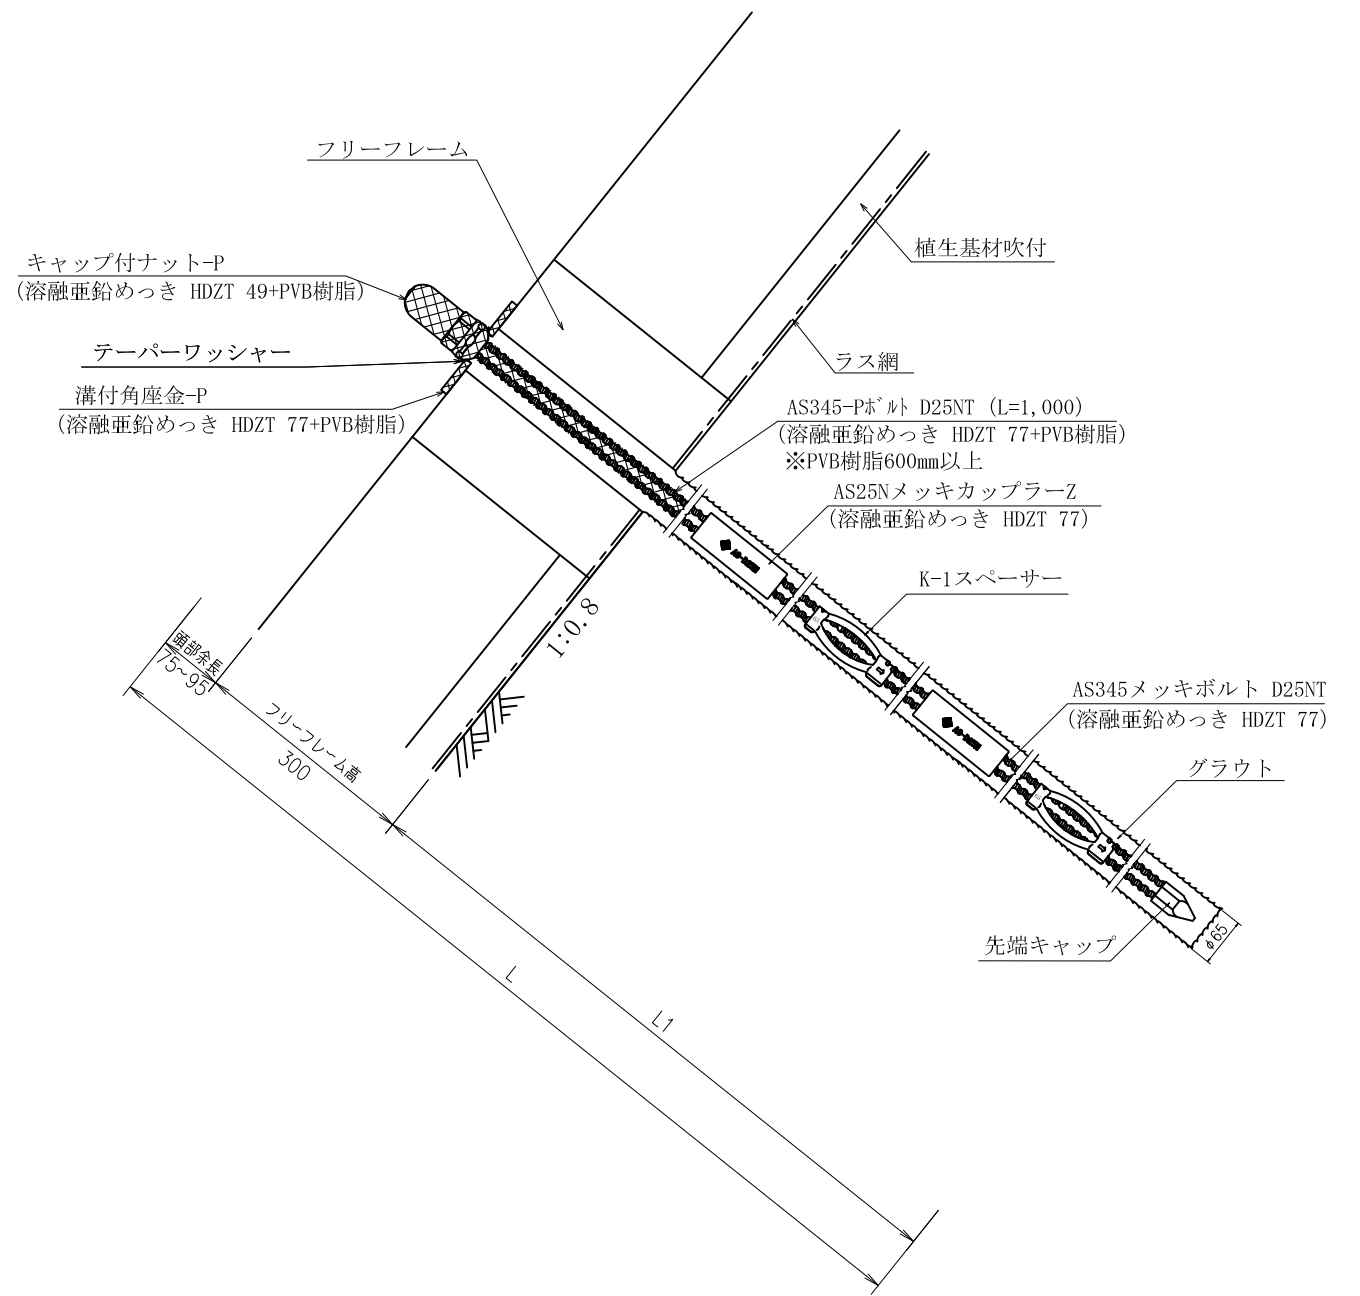 フリーフレーム
植生基材吹付
キャップ付ナット-P
(溶融亜鉛めっき HDZT 49+PVB樹脂)
テーパーワッシャー
ラス網
溝付角座金-P
(溶融亜鉛めっき HDZT 77+PVB樹脂)
AS345-Pボルト D25NT (L=1,000)
(溶融亜鉛めっき HDZT 77+PVB樹脂)
※PVB樹脂600mm以上
AS25NメッキカップラーZ
(溶融亜鉛めっき HDZT 77)
K-1スペーサー
1:0.8
頭部余長
75~95
フリーフレーム高
300
AS345メッキボルト D25NT
(溶融亜鉛めっき HDZT 77)
グラウト
先端キャップ
φ65
L
L1